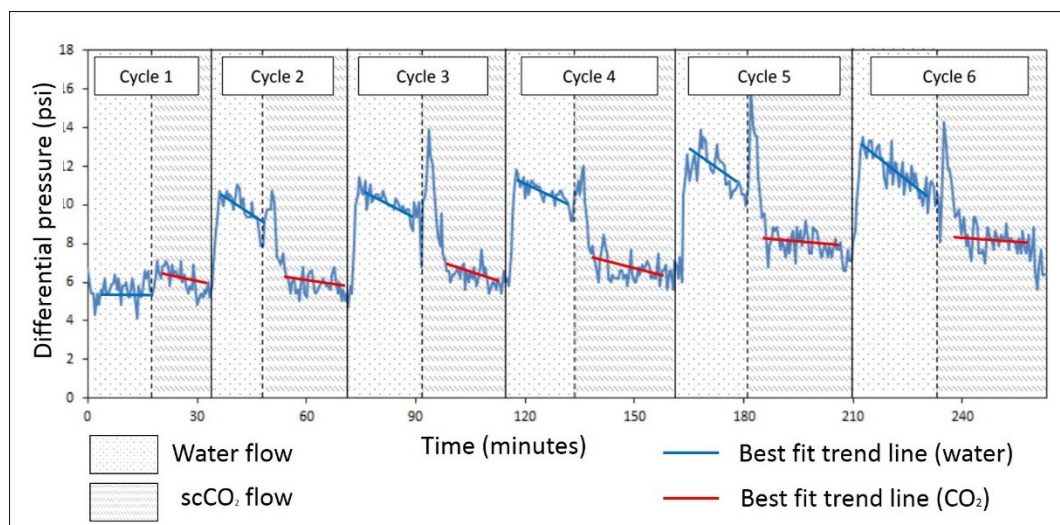 Cycle 1 Cycle 2 Cycle 3 Cycle 4 Cycle 5 Cycle 6
Differential pressure (psi)
18
16
14
12
10
8
6
4
2
0
0 30 60 90 120 150 180 210 240
Time (minutes)
Water flow
scCO₂ flow
Best fit trend line (water)
Best fit trend line (CO₂)